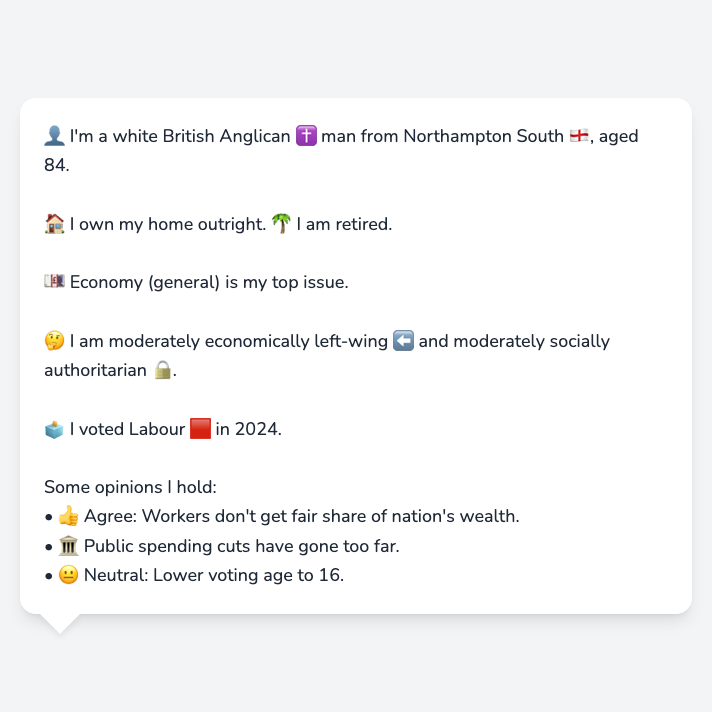 👤 I'm a white British Anglican ✝️ man from Northampton South 🏴󠁧󠁢󠁥󠁮󠁧󠁿, aged
84.
🏠 I own my home outright. 🌴 I am retired.
💷 Economy (general) is my top issue.
🤔 I am moderately economically left-wing ⬅️ and moderately socially
authoritarian 🔒.
🗳️ I voted Labour 🟥 in 2024.
Some opinions I hold:
• 👍 Agree: Workers don't get fair share of nation's wealth.
• 🏛️ Public spending cuts have gone too far.
• 😐 Neutral: Lower voting age to 16.